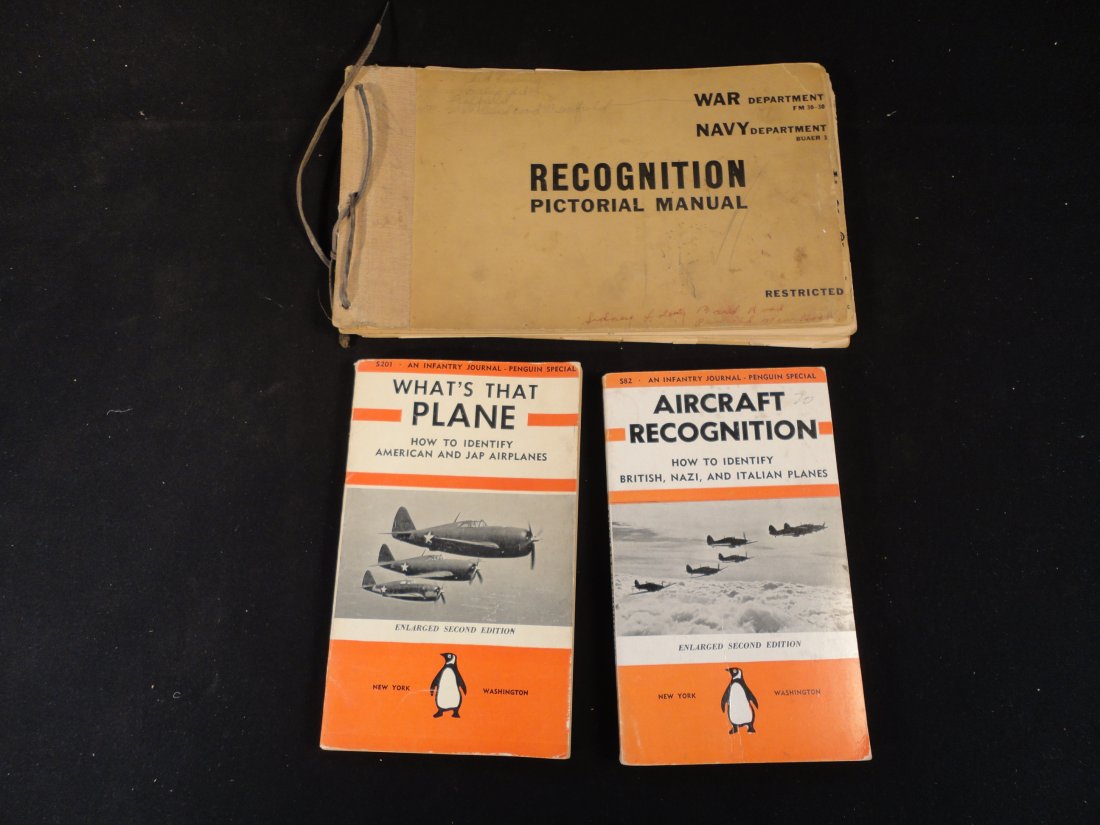 WAR DEPARTMENT
FM 30-30
NAVY DEPARTMENT
BUAER 3
RECOGNITION
PICTORIAL MANUAL
RESTRICTED
S201 · AN INFANTRY JOURNAL - PENGUIN SPECIAL
WHAT'S THAT
PLANE
HOW TO IDENTIFY
AMERICAN AND JAP AIRPLANES
ENLARGED SECOND EDITION
NEW YORK WASHINGTON
S82 · AN INFANTRY JOURNAL - PENGUIN SPECIAL
AIRCRAFT
RECOGNITION
HOW TO IDENTIFY
BRITISH, NAZI, AND ITALIAN PLANES
ENLARGED SECOND EDITION
NEW YORK WASHINGTON